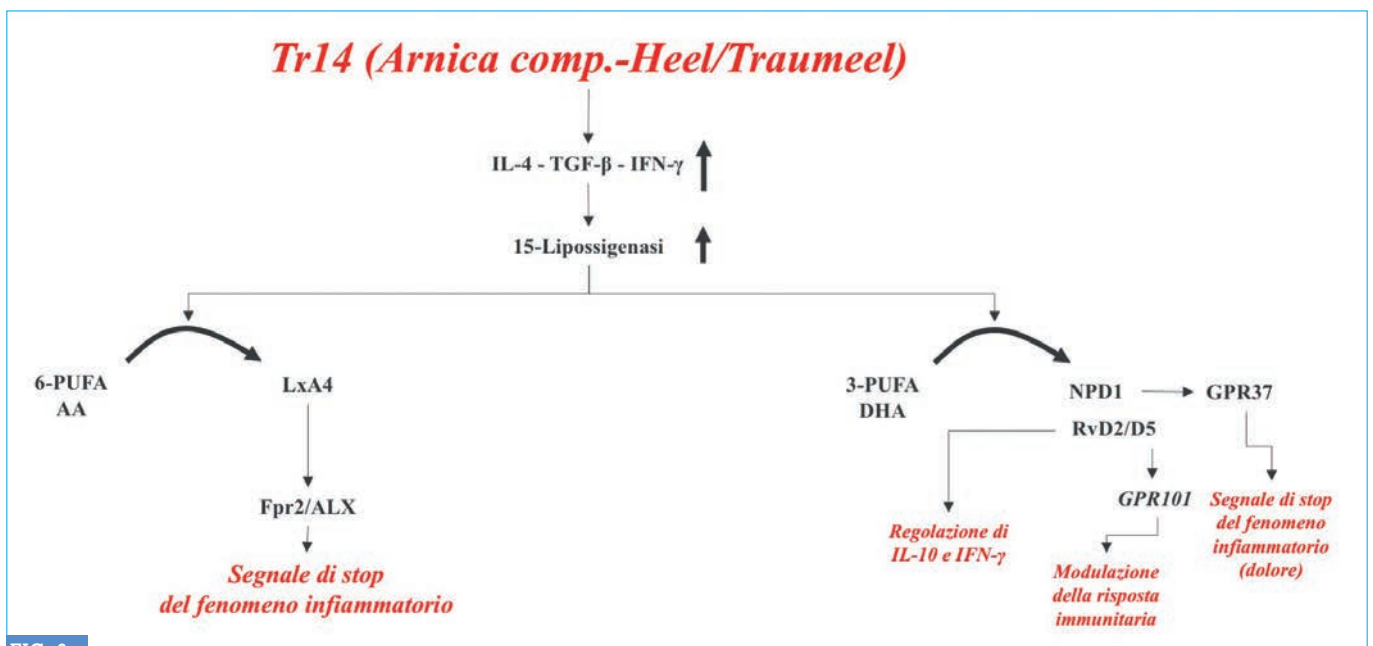 Tr14 (Arnica comp.-Heel/Traumeel)
IL-4 - TGF-β - IFN-γ
15-Lipossigenasi
6-PUFA
AA
LxA4
Fpr2/ALX
Segnale di stop
del fenomeno infiammatorio
3-PUFA
DHA
NPD1
GPR37
RvD2/D5
GPR101
Regolazione di
IL-10 e IFN-γ
Modulazione
della risposta
immunitaria
Segnale di stop
del fenomeno
infiammatorio
(dolore)